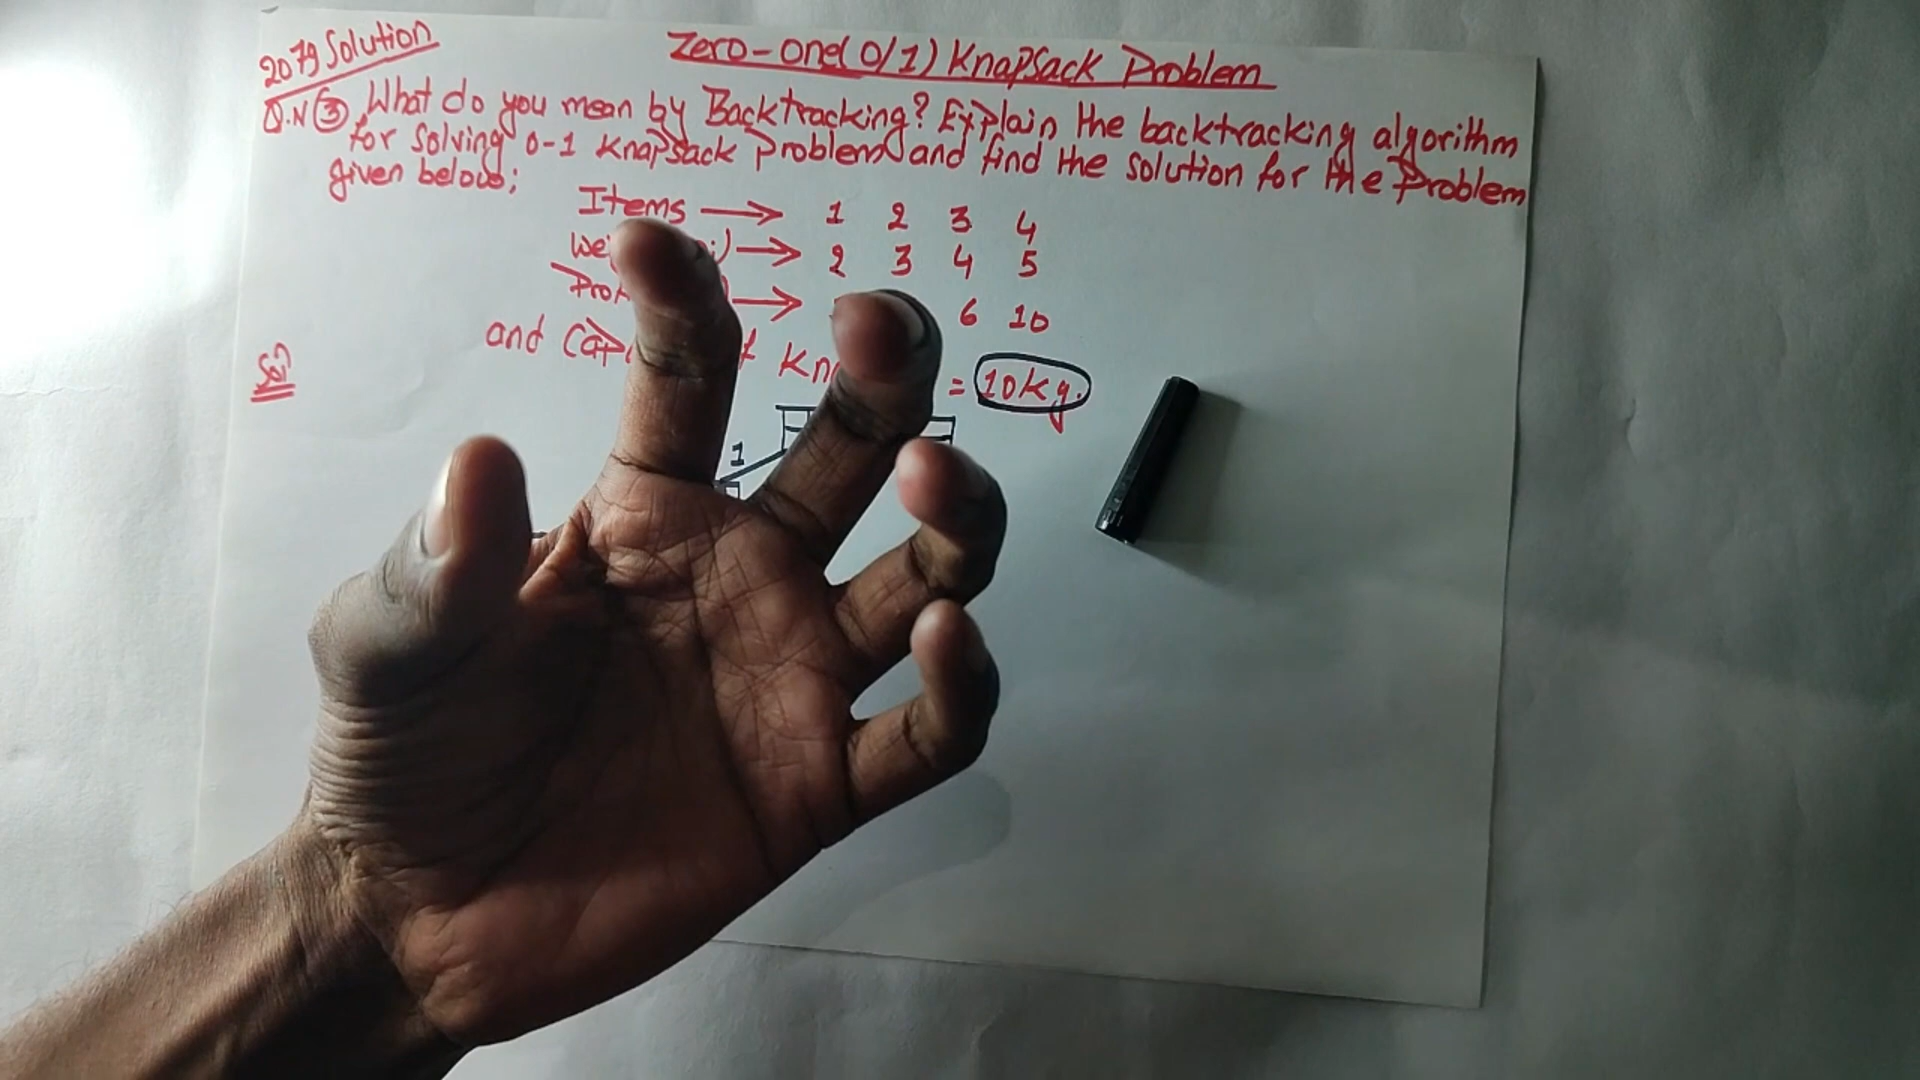 2079 Solution
Zero-one(0/1) Knapsack Problem
Q.N ③ What do you mean by Backtracking? Explain the backtracking algorithm
for solving 0-1 Knapsack Problem and find the solution for the Problem
given below;
Items → 1 2 3 4
→ 2 3 4 5
→ 6 10
and = 10kg.
Sol
1